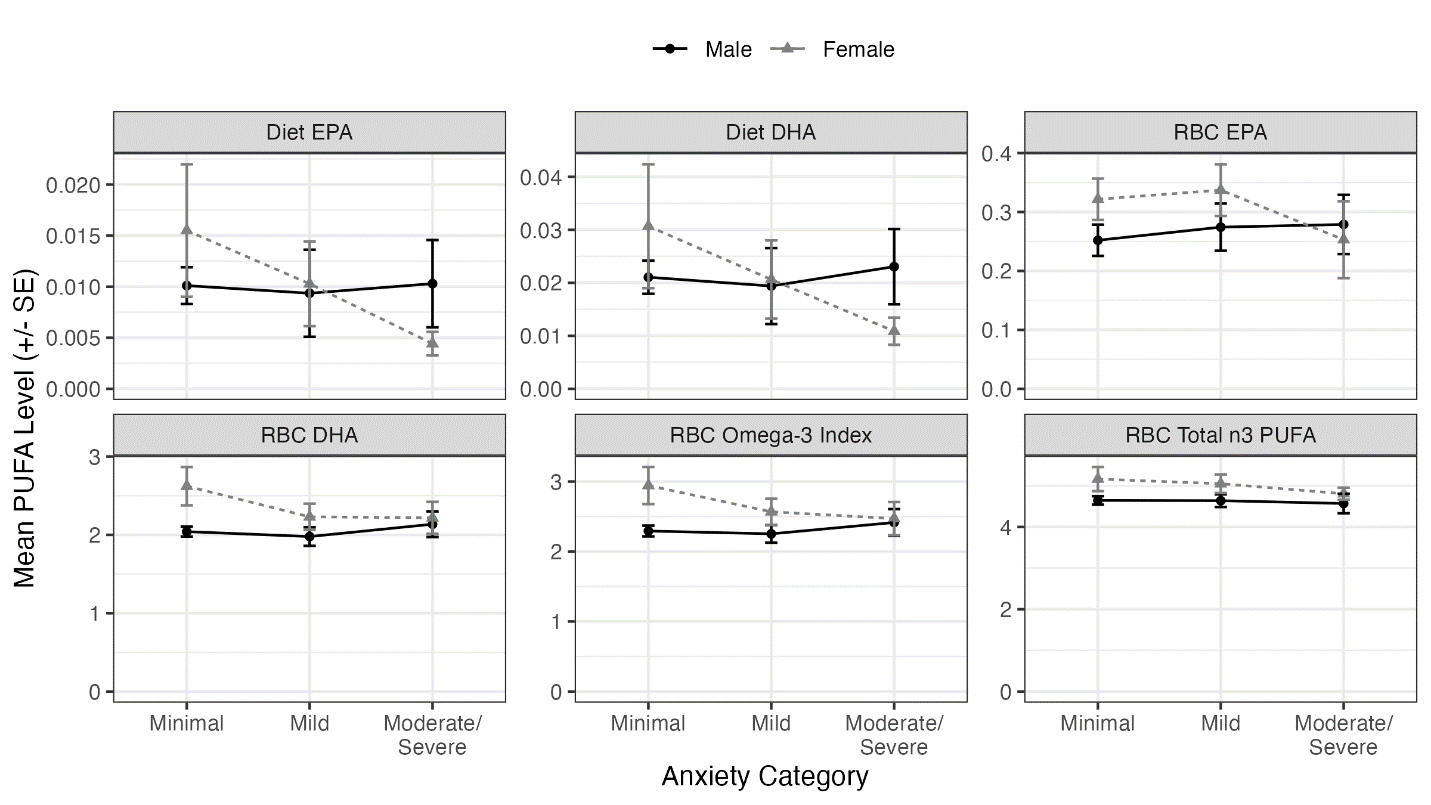 Male Female
Diet EPA Diet DHA RBC EPA
Mean PUFA Level (+/- SE)
0.020
0.015
0.010
0.005
0.000
0.04
0.03
0.02
0.01
0.00
0.4
0.3
0.2
0.1
0.0
RBC DHA RBC Omega-3 Index RBC Total n3 PUFA
3
2
1
0
3
2
1
0
4
2
0
Minimal Mild Moderate/
Severe
Minimal Mild Moderate/
Severe
Minimal Mild Moderate/
Severe
Anxiety Category